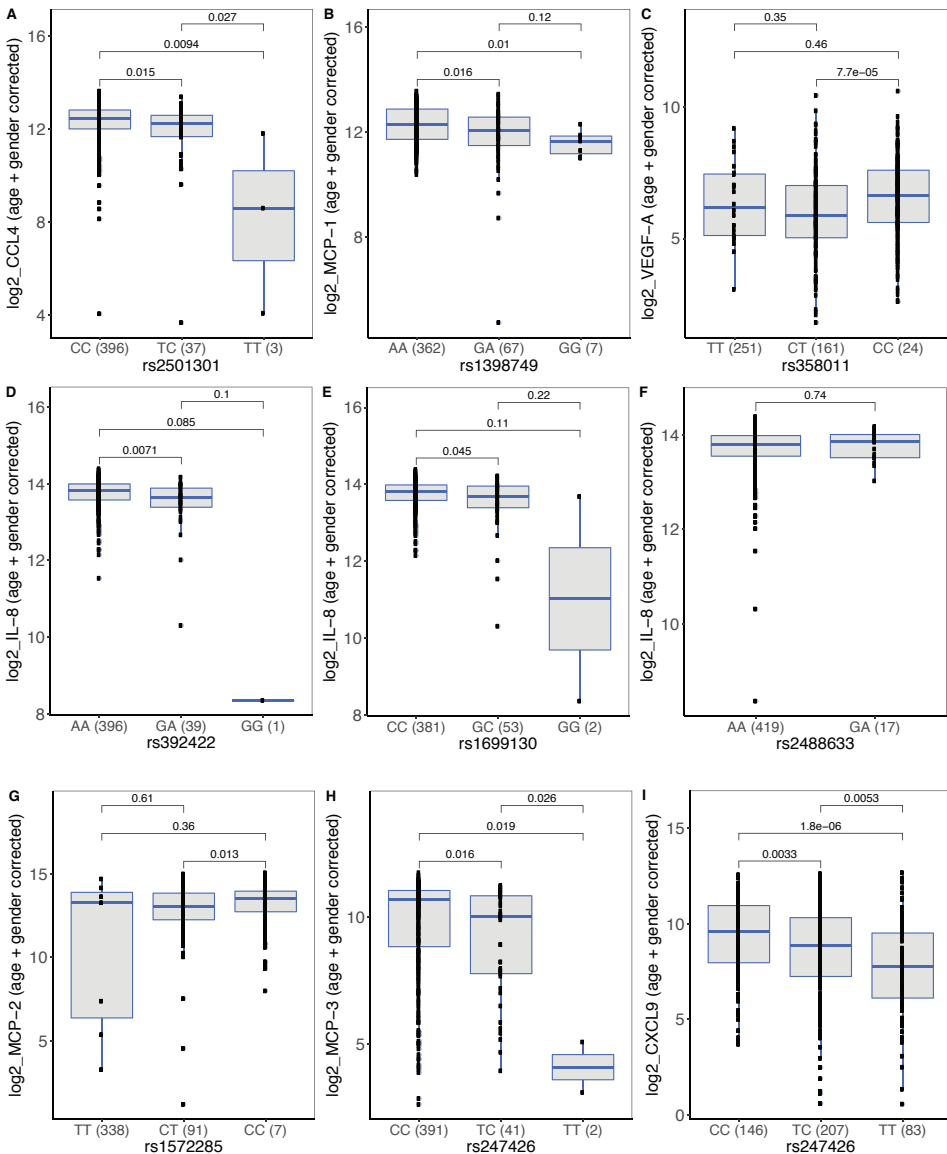 A
log2_CCL4 (age + gender corrected)
16
12
8
4
0.027
0.0094
0.015
CC (396) TC (37) TT (3)
rs2501301
B
log2_MCP−1 (age + gender corrected)
16
12
8
0.12
0.01
0.016
AA (362) GA (67) GG (7)
rs1398749
C
log2_VEGF−A (age + gender corrected)
10
5
0.35
0.46
7.7e−05
TT (251) CT (161) CC (24)
rs358011
D
log2_IL−8 (age + gender corrected)
16
14
12
10
8
0.1
0.085
0.0071
AA (396) GA (39) GG (1)
rs392422
E
log2_IL−8 (age + gender corrected)
16
14
12
10
8
0.22
0.11
0.045
CC (381) GC (53) GG (2)
rs1699130
F
log2_IL−8 (age + gender corrected)
14
12
10
0.74
AA (419) GA (17)
rs2488633
G
log2_MCP−2 (age + gender corrected)
15
10
5
0.61
0.36
0.013
TT (338) CT (91) CC (7)
rs1572285
H
log2_MCP−3 (age + gender corrected)
10
5
0.026
0.019
0.016
CC (391) TC (41) TT (2)
rs247426
I
log2_CXCL9 (age + gender corrected)
15
10
5
0
0.0053
1.8e−06
0.0033
CC (146) TC (207) TT (83)
rs247426